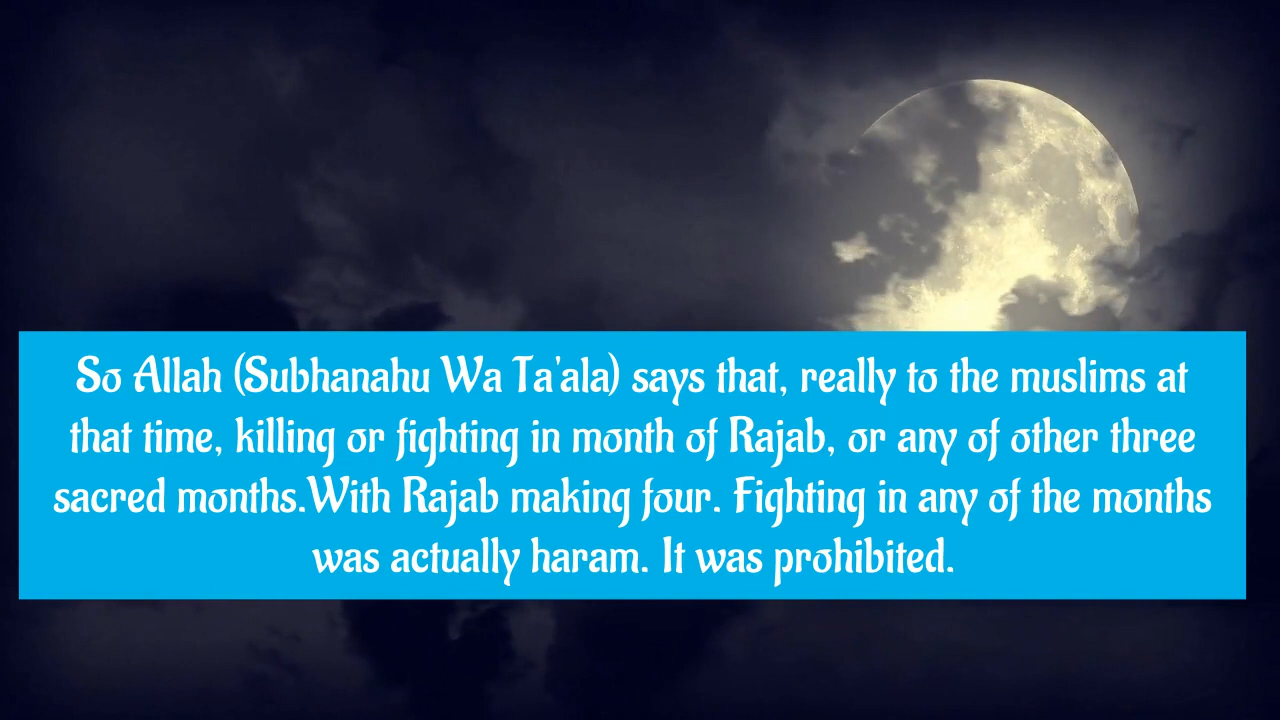 So Allah (Subhanahu Wa Ta'ala) says that, really to the muslims at
that time, killing or fighting in month of Rajab, or any of other three
sacred months.With Rajab making four. Fighting in any of the months
was actually haram. It was prohibited.